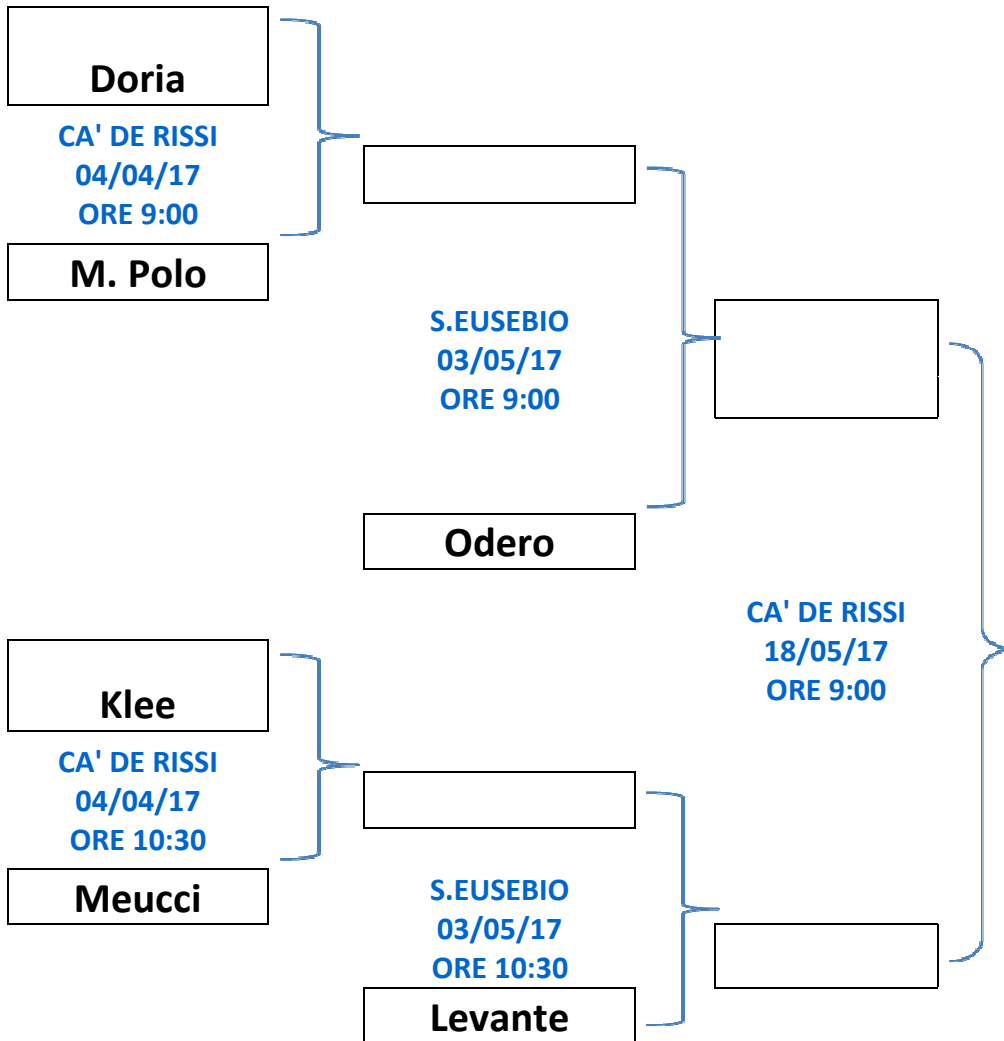 Doria
CA' DE RISSI
04/04/17
ORE 9:00
M. Polo
S.EUSEBIO
03/05/17
ORE 9:00
Odero
CA' DE RISSI
18/05/17
ORE 9:00
Klee
CA' DE RISSI
04/04/17
ORE 10:30
Meucci
S.EUSEBIO
03/05/17
ORE 10:30
Levante